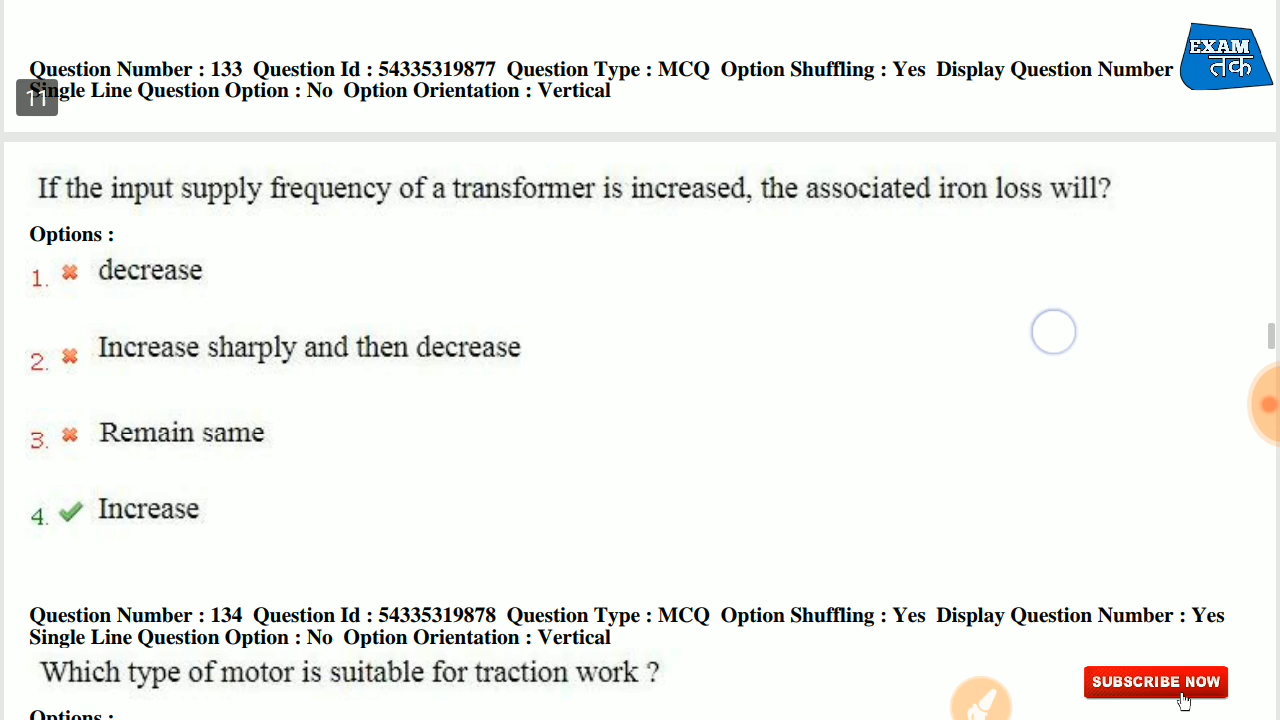 EXAM
तक
Question Number : 133 Question Id : 54335319877 Question Type : MCQ Option Shuffling : Yes Display Question Number
Single Line Question Option : No Option Orientation : Vertical
11
If the input supply frequency of a transformer is increased, the associated iron loss will?
Options :
1. decrease
2. Increase sharply and then decrease
3. Remain same
4. Increase
Question Number : 134 Question Id : 54335319878 Question Type : MCQ Option Shuffling : Yes Display Question Number : Yes
Single Line Question Option : No Option Orientation : Vertical
Which type of motor is suitable for traction work ?
SUBSCRIBE NOW
Options :